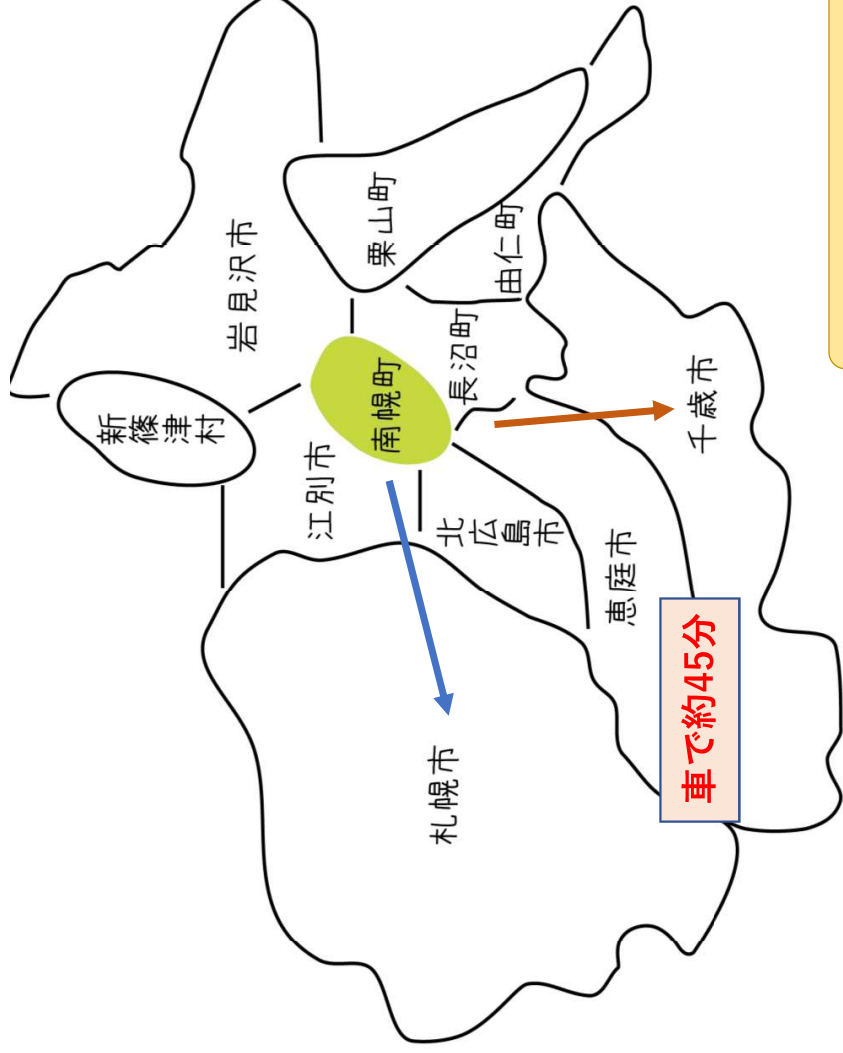 新篠津村
岩見沢市
江別市
南幌町
栗山町
札幌市
北広島市
長沼町
由仁町
恵庭市
車で約45分
千歳市